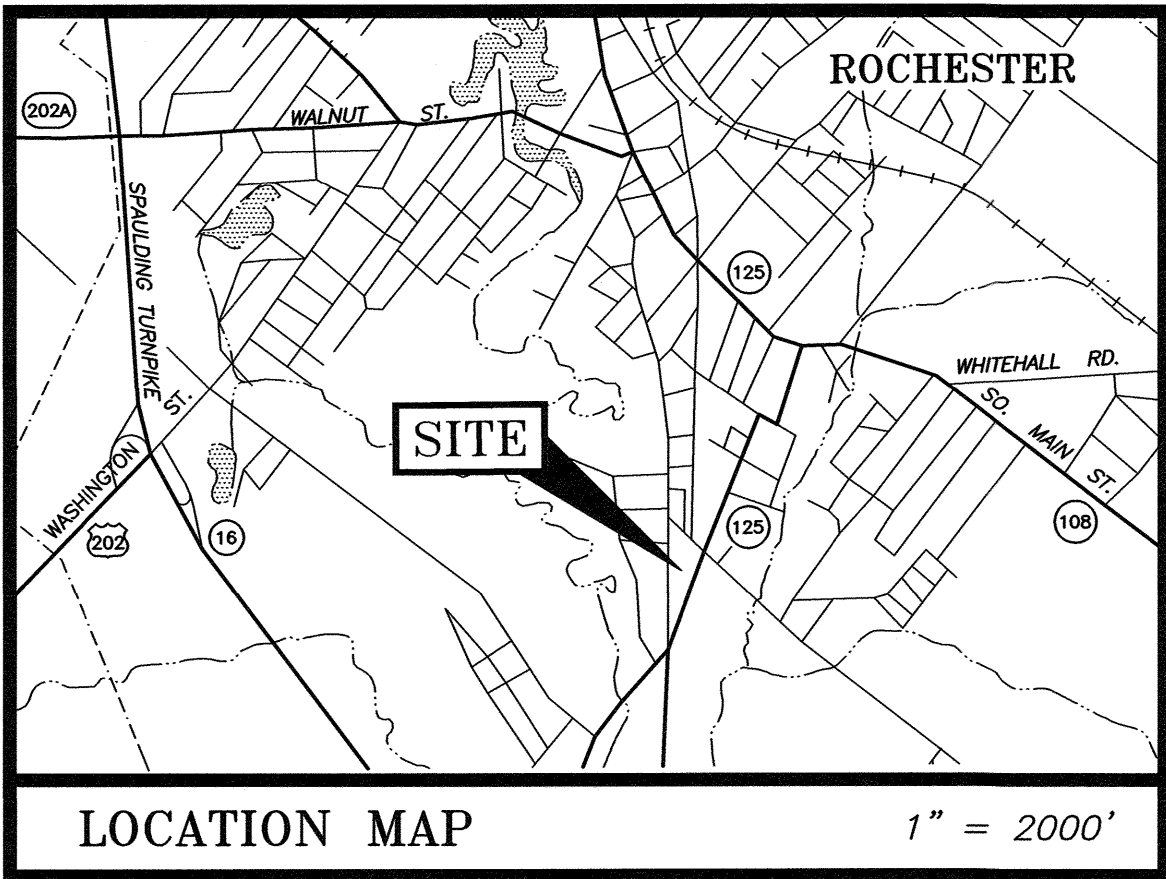 ROCHESTER
202A
WALNUT ST.
SPAULDING TURNPIKE
125
WHITEHALL RD.
SO. MAIN ST.
WASHINGTON ST.
SITE
202
16
125
108
LOCATION MAP
1" = 2000'